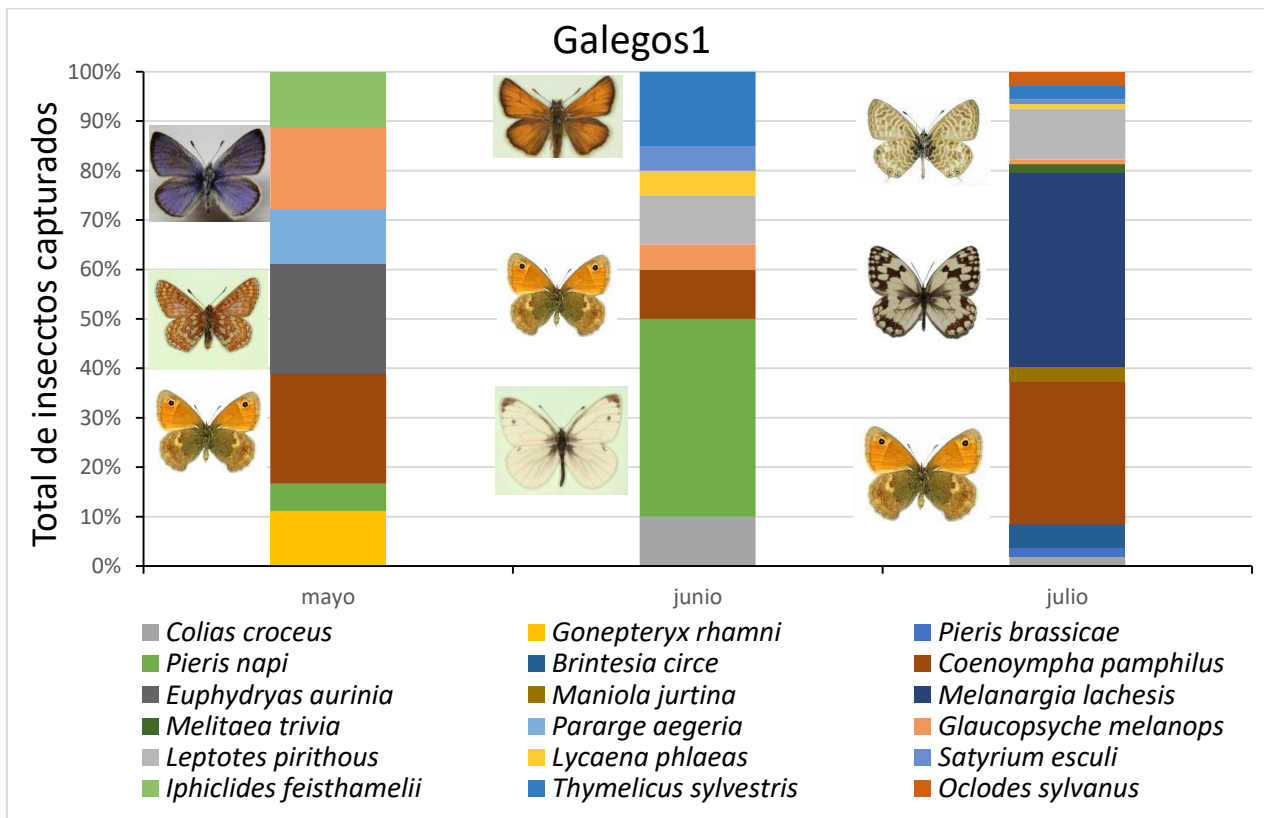 Galegos1
Total de insecctos capturados
100%
90%
80%
70%
60%
50%
40%
30%
20%
10%
0%
mayo junio julio
Colias croceus Gonepteryx rhamni Pieris brassicae
Pieris napi Brintesia circe Coenoympha pamphilus
Euphydryas aurinia Maniola jurtina Melanargia lachesis
Melitaea trivia Pararge aegeria Glaucopsyche melanops
Leptotes pirithous Lycaena phlaeas Satyrium esculi
Iphiclides feisthamelii Thymelicus sylvestris Oclodes sylvanus